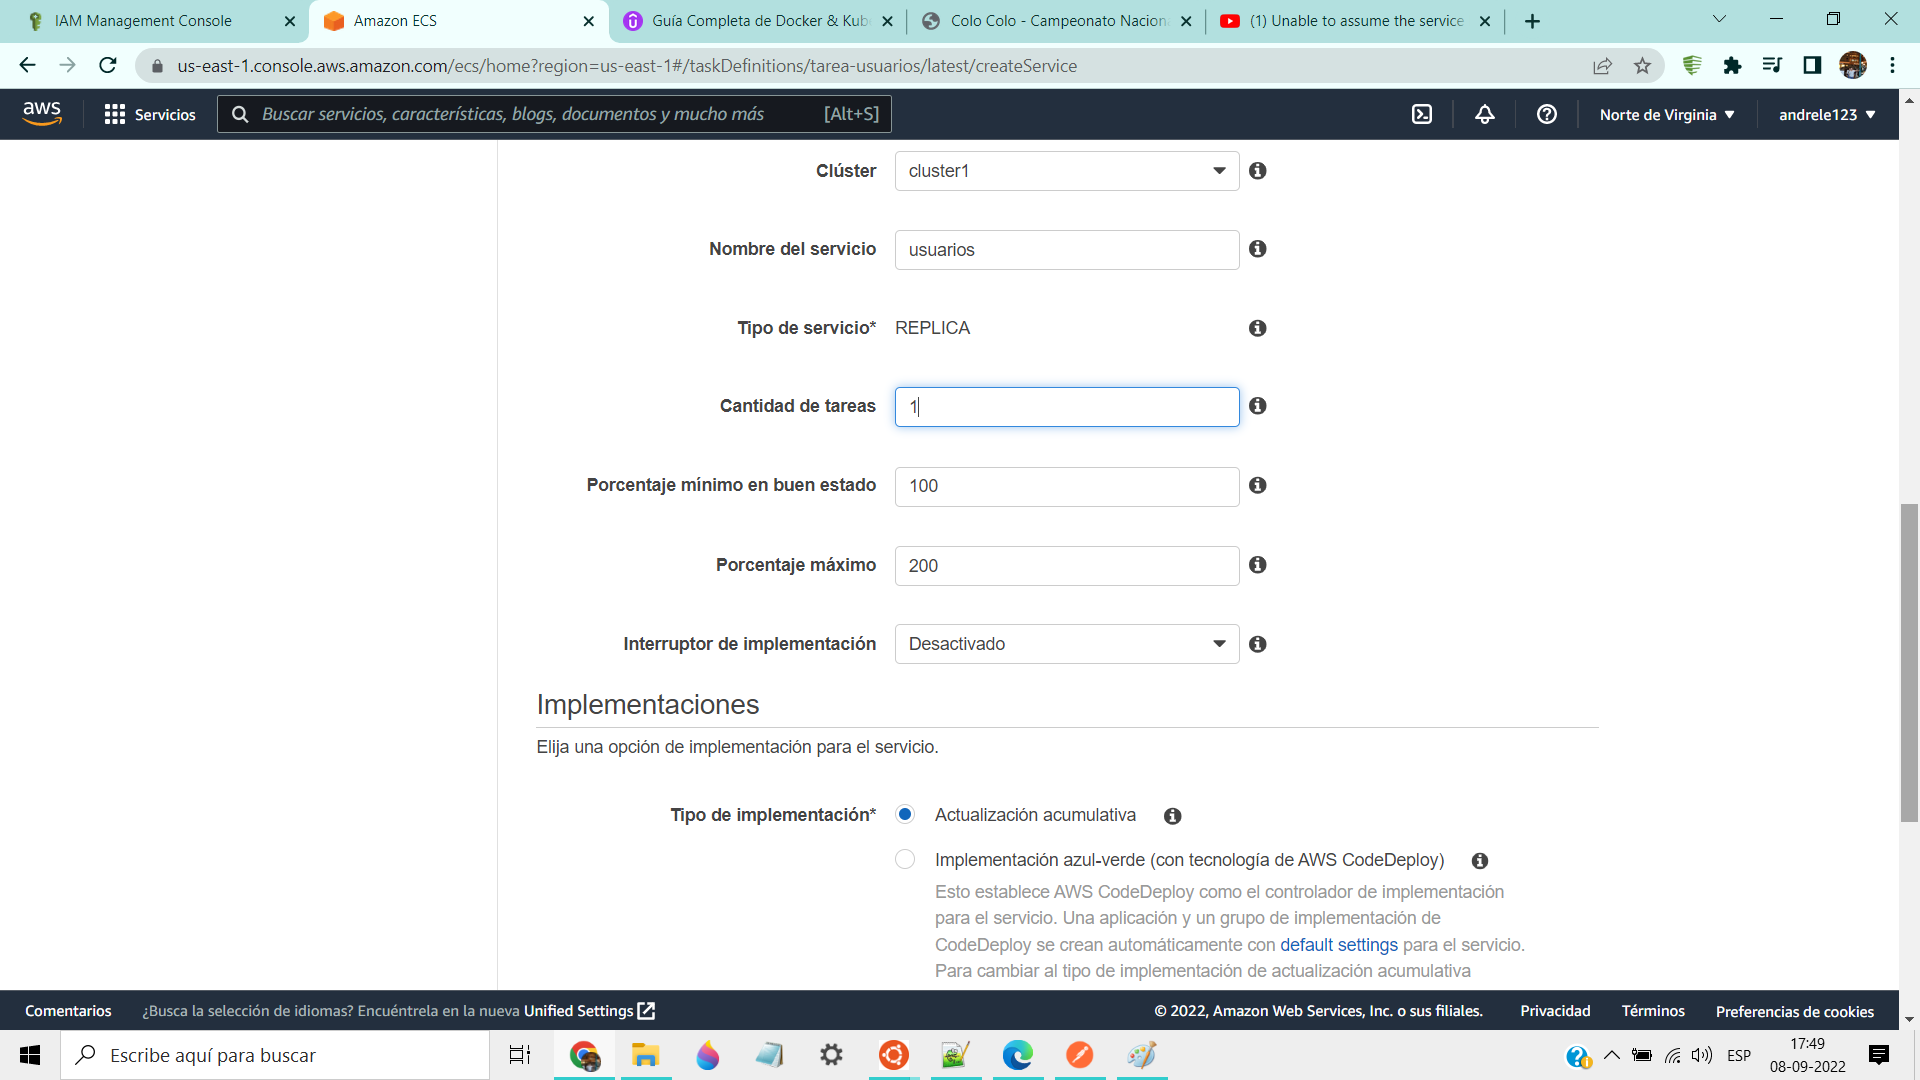 IAM Management Console
Amazon ECS
Guía Completa de Docker & Kub
Colo Colo - Campeonato Nacion
(1) Unable to assume the service
us-east-1.console.aws.amazon.com/ecs/home?region=us-east-1#/taskDefinitions/tarea-usuarios/latest/createService
aws
Servicios
Buscar servicios, características, blogs, documentos y mucho más [Alt+S]
Norte de Virginia
andrele123
Clúster
cluster1
Nombre del servicio
usuarios
Tipo de servicio*
REPLICA
Cantidad de tareas
1
Porcentaje mínimo en buen estado
100
Porcentaje máximo
200
Interruptor de implementación
Desactivado
Implementaciones
Elija una opción de implementación para el servicio.
Tipo de implementación*
Actualización acumulativa
Implementación azul-verde (con tecnología de AWS CodeDeploy)
Esto establece AWS CodeDeploy como el controlador de implementación
para el servicio. Una aplicación y un grupo de implementación de
CodeDeploy se crean automáticamente con default settings para el servicio.
Para cambiar al tipo de implementación de actualización acumulativa
Comentarios
¿Busca la selección de idiomas? Encuéntrela en la nueva Unified Settings
© 2022, Amazon Web Services, Inc. o sus filiales.
Privacidad
Términos
Preferencias de cookies
Escribe aquí para buscar
ESP
17:49
08-09-2022